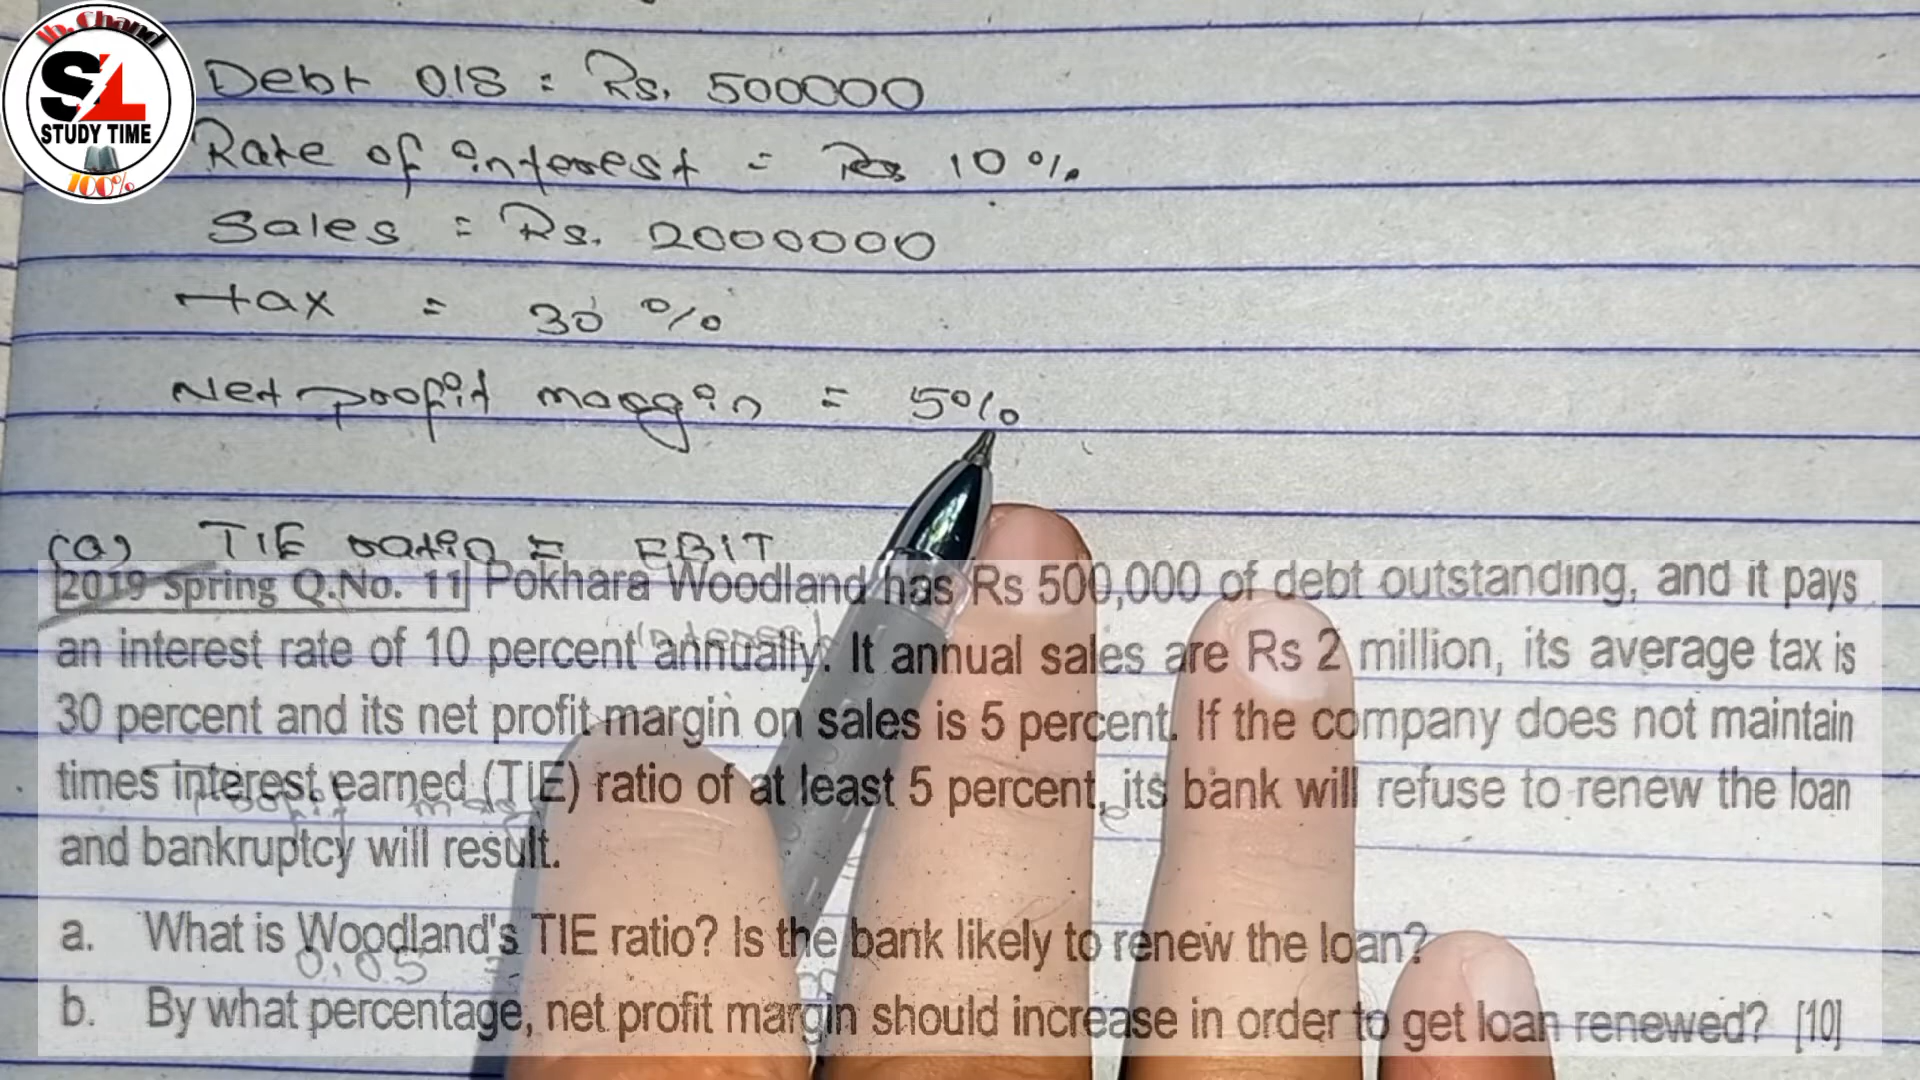 Mr. Chand
SL
STUDY TIME
100%
Debt O/S = Rs. 500000
Rate of interest = Rs 10%
Sales = Rs. 2000000
tax = 30 %
Net profit margin = 5%
(a) TIE ratio = EBIT
Interest
[2019 Spring Q.No. 11] Pokhara Woodland has Rs 500,000 of debt outstanding, and it pays
an interest rate of 10 percent annually. It annual sales are Rs 2 million, its average tax is
30 percent and its net profit margin on sales is 5 percent. If the company does not maintain
times interest earned (TIE) ratio of at least 5 percent, its bank will refuse to renew the loan
and bankruptcy will result.
a. What is Woodland's TIE ratio? Is the bank likely to renew the loan?
0.05
b. By what percentage, net profit margin should increase in order to get loan renewed? [10]